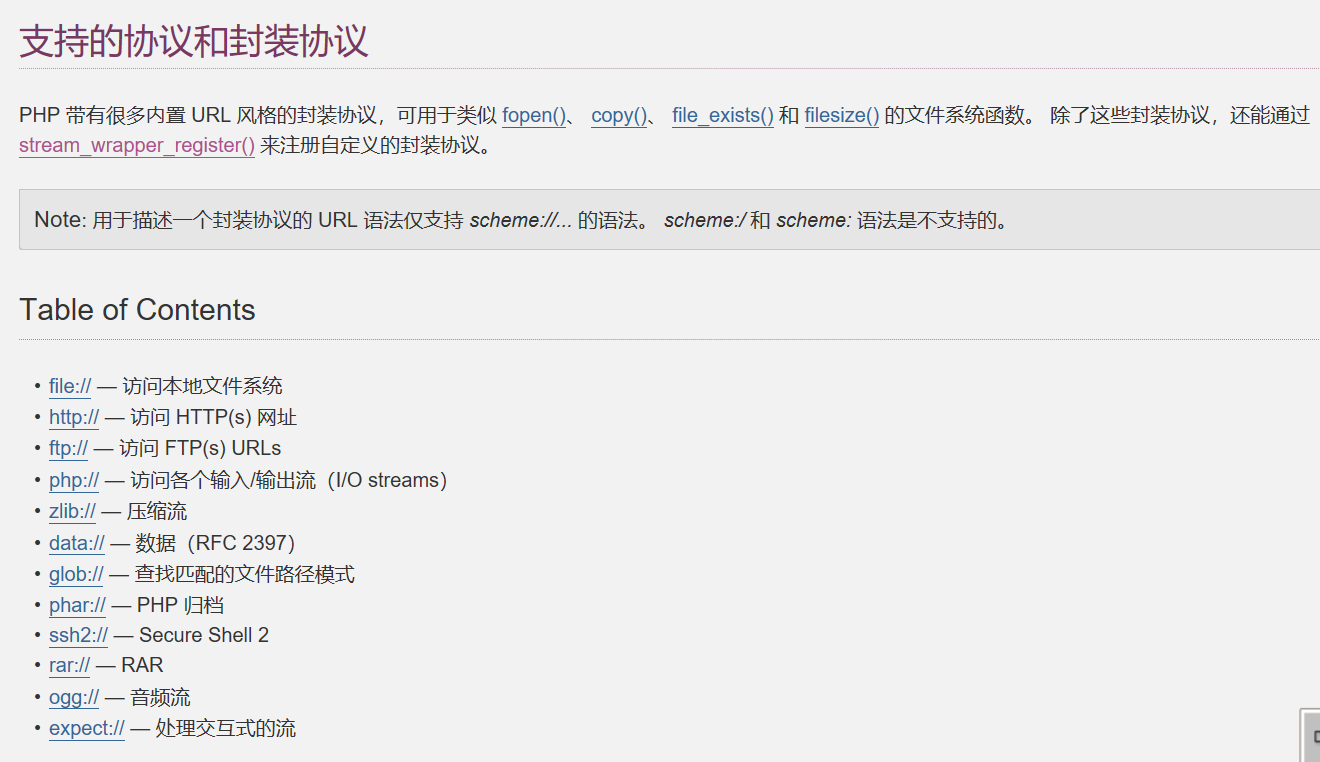 支持的协议和封装协议
PHP 带有很多内置 URL 风格的封装协议，可用于类似 fopen()、 copy()、 file_exists() 和 filesize() 的文件系统函数。 除了这些封装协议，还能通过
stream_wrapper_register() 来注册自定义的封装协议。
Note: 用于描述一个封装协议的 URL 语法仅支持 scheme://... 的语法。 scheme:/ 和 scheme: 语法是不支持的。
Table of Contents
• file:// — 访问本地文件系统
• http:// — 访问 HTTP(s) 网址
• ftp:// — 访问 FTP(s) URLs
• php:// — 访问各个输入/输出流（I/O streams）
• zlib:// — 压缩流
• data:// — 数据（RFC 2397）
• glob:// — 查找匹配的文件路径模式
• phar:// — PHP 归档
• ssh2:// — Secure Shell 2
• rar:// — RAR
• ogg:// — 音频流
• expect:// — 处理交互式的流